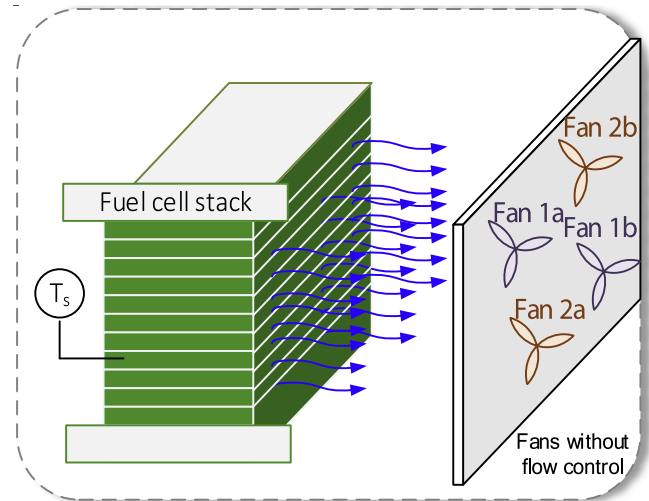 Fan 2b
Fuel cell stack
Fan 1a
Fan 1b
Ts
Fan 2a
Fans without
flow control